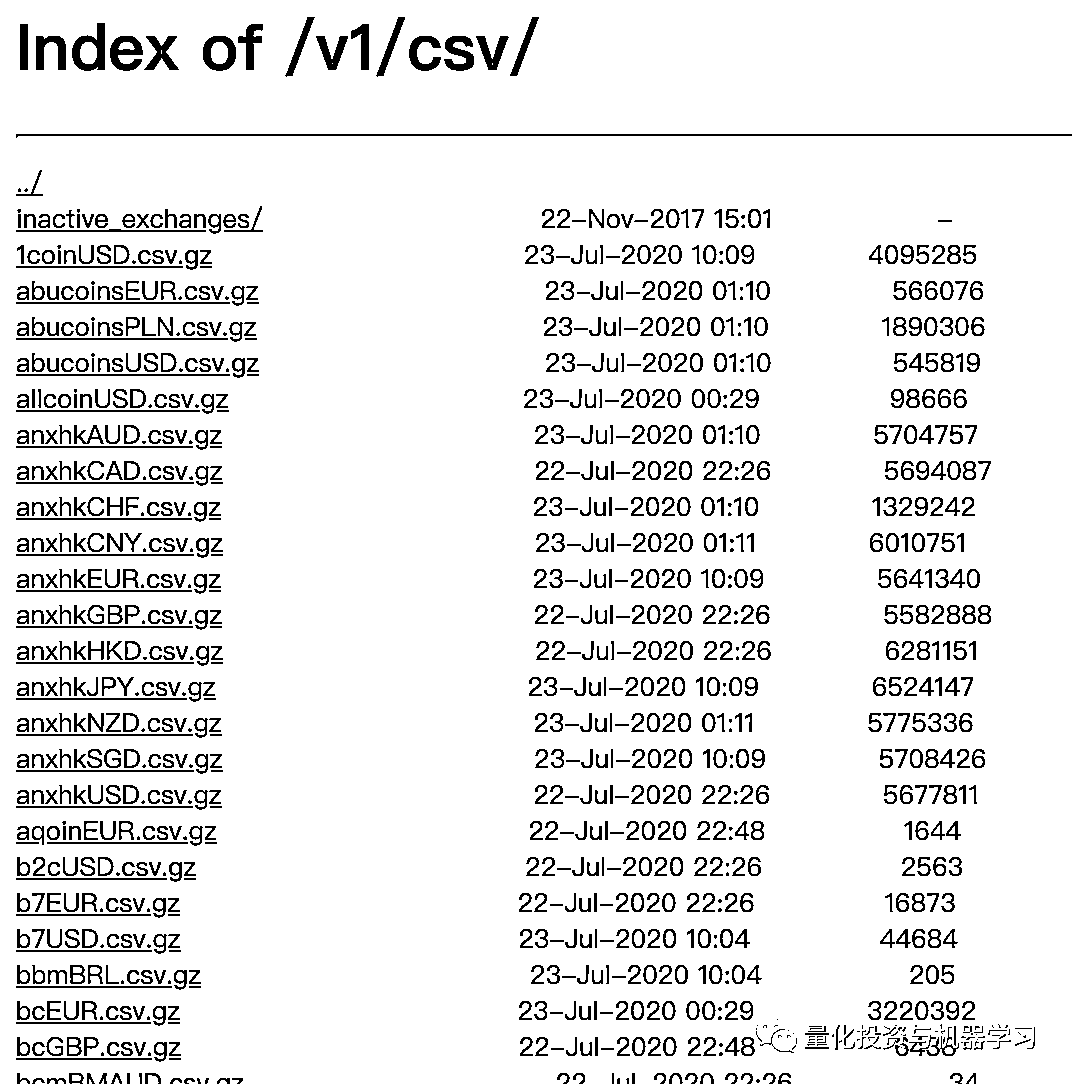 Index of /v1/csv/
../
inactive_exchanges/ 22-Nov-2017 15:01 -
1coinUSD.csv.gz 23-Jul-2020 10:09 4095285
abucoinsEUR.csv.gz 23-Jul-2020 01:10 566076
abucoinsPLN.csv.gz 23-Jul-2020 01:10 1890306
abucoinsUSD.csv.gz 23-Jul-2020 01:10 545819
allcoinUSD.csv.gz 23-Jul-2020 00:29 98666
anxhkAUD.csv.gz 23-Jul-2020 01:10 5704757
anxhkCAD.csv.gz 22-Jul-2020 22:26 5694087
anxhkCHF.csv.gz 23-Jul-2020 01:10 1329242
anxhkCNY.csv.gz 23-Jul-2020 01:11 6010751
anxhkEUR.csv.gz 23-Jul-2020 10:09 5641340
anxhkGBP.csv.gz 22-Jul-2020 22:26 5582888
anxhkHKD.csv.gz 22-Jul-2020 22:26 6281151
anxhkJPY.csv.gz 23-Jul-2020 10:09 6524147
anxhkNZD.csv.gz 23-Jul-2020 01:11 5775336
anxhkSGD.csv.gz 23-Jul-2020 10:09 5708426
anxhkUSD.csv.gz 22-Jul-2020 22:26 5677811
aqoinEUR.csv.gz 22-Jul-2020 22:48 1644
b2cUSD.csv.gz 22-Jul-2020 22:26 2563
b7EUR.csv.gz 22-Jul-2020 22:26 16873
b7USD.csv.gz 23-Jul-2020 10:04 44684
bbmBRL.csv.gz 23-Jul-2020 10:04 205
bcEUR.csv.gz 23-Jul-2020 00:29 3220392
bcGBP.csv.gz 22-Jul-2020 22:48
量化投资与机器学习
bcmBMAUD.csv.gz 22-Jul-2020 22:26 34